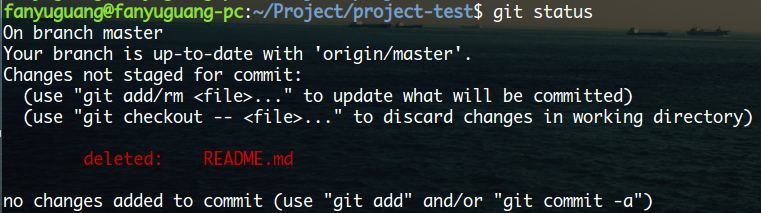 fanyuguang@fanyuguang-pc:~/Project/project-test$ git status
On branch master
Your branch is up-to-date with 'origin/master'.
Changes not staged for commit:
  (use "git add/rm <file>..." to update what will be committed)
  (use "git checkout -- <file>..." to discard changes in working directory)
        deleted:    README.md
no changes added to commit (use "git add" and/or "git commit -a")